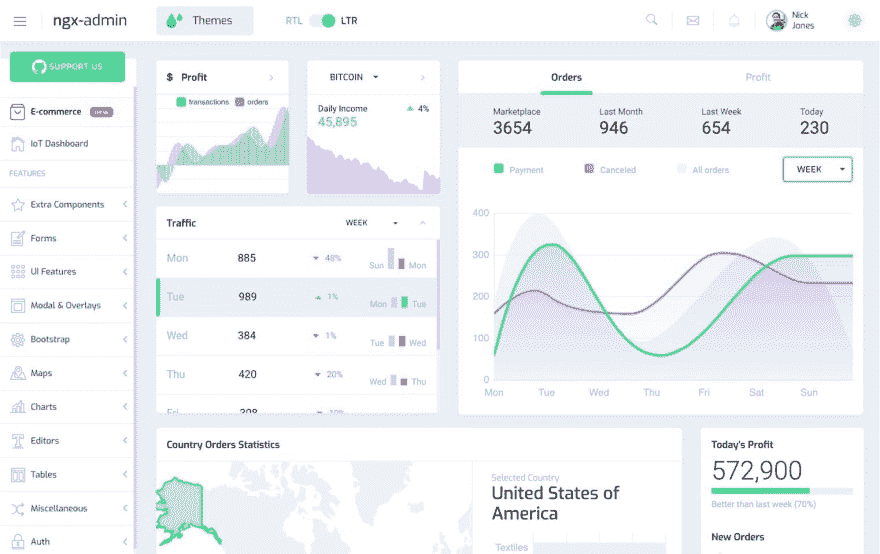 ngx-admin
Themes
RTL LTR
Nick
Jones
SUPPORT US
E-commerce
IoT Dashboard
FEATURES
Extra Components
Forms
UI Features
Modal & Overlays
Bootstrap
Maps
Charts
Editors
Tables
Miscellaneous
Auth
$ Profit
transactions orders
BITCOIN
Daily Income 4%
45,895
Traffic WEEK
Mon 885 48% Sun Mon
Tue 989 1% Mon Tue
Wed 384 1% Tue Wed
Thu 420 20% Wed Thu
Orders Profit
Marketplace Last Month Last Week Today
3654 946 654 230
Payment Canceled All orders WEEK
400
300
200
100
0
Mon Tue Wed Thu Fri Sat Sun
Country Orders Statistics
Selected Country
United States of
America
Textiles
Today's Profit
572,900
Better than last week (70%)
New Orders